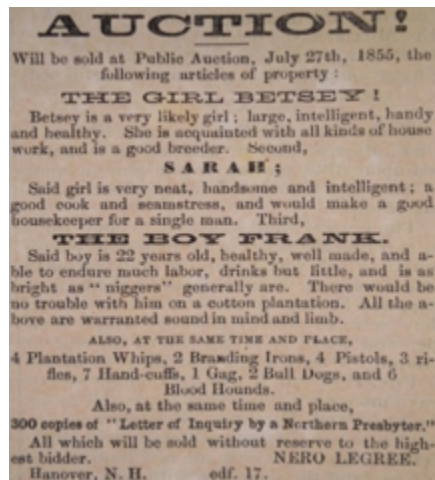 AUCTION!
Will be sold at Public Auction, July 27th, 1855, the
following articles of property:
THE GIRL BETSEY!
Betsey is a very likely girl; large, intelligent, handy
and healthy. She is acquainted with all kinds of house
work, and is a good breeder. Second,
SARAH;
Said girl is very neat, handsome and intelligent; a
good cook and seamstress, and would make a good
housekeeper for a single man. Third,
THE BOY FRANK.
Said boy is 22 years old, healthy, well made, and a-
ble to endure much labor, drinks but little, and is as
bright as "niggers" generally are. There would be
no trouble with him on a cotton plantation. All the a-
bove are warranted sound in mind and limb.
ALSO, AT THE SAME TIME AND PLACE,
4 Plantation Whips, 2 Branding Irons, 4 Pistols, 3 ri-
fles, 7 Hand-cuffs, 1 Gag, 2 Bull Dogs, and 6
Blood Hounds.
Also, at the same time and place,
300 copies of "Letter of Inquiry by a Northern Presbyter."
All which will be sold without reserve to the high-
est bidder. NERO LEGREE.
Hanover, N. H. edf. 17.